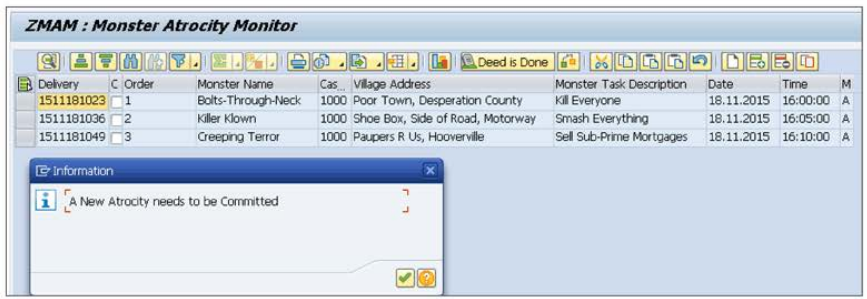 ZMAM : Monster Atrocity Monitor
Deed is Done
Delivery C Order Monster Name Cas... Village Address Monster Task Description Date Time M
1511181023 1 Bolts-Through-Neck 1000 Poor Town, Desperation County Kill Everyone 18.11.2015 16:00:00 A
1511181036 2 Killer Klown 1000 Shoe Box, Side of Road, Motorway Smash Everything 18.11.2015 16:05:00 A
1511181049 3 Creeping Terror 1000 Paupers R Us, Hooverville Sell Sub-Prime Mortgages 18.11.2015 16:10:00 A
Information
A New Atrocity needs to be Committed